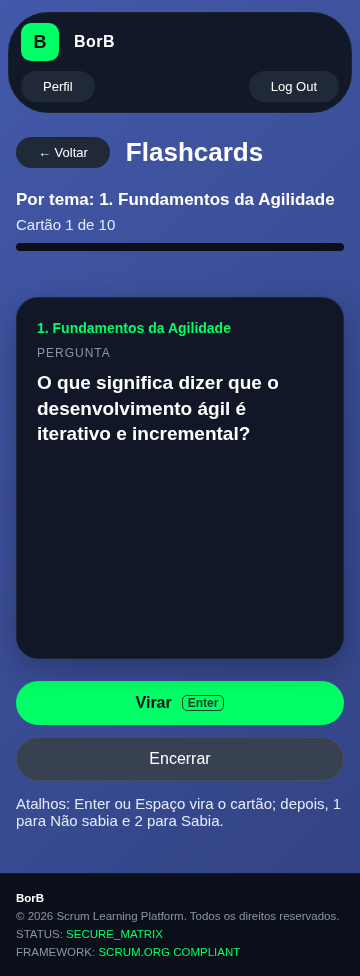 B BorB
Perfil Log Out
← Voltar Flashcards
Por tema: 1. Fundamentos da Agilidade
Cartão 1 de 10
1. Fundamentos da Agilidade
PERGUNTA
O que significa dizer que o
desenvolvimento ágil é
iterativo e incremental?
Virar Enter
Encerrar
Atalhos: Enter ou Espaço vira o cartão; depois, 1
para Não sabia e 2 para Sabia.
BorB
© 2026 Scrum Learning Platform. Todos os direitos reservados.
STATUS: SECURE_MATRIX
FRAMEWORK: SCRUM.ORG COMPLIANT